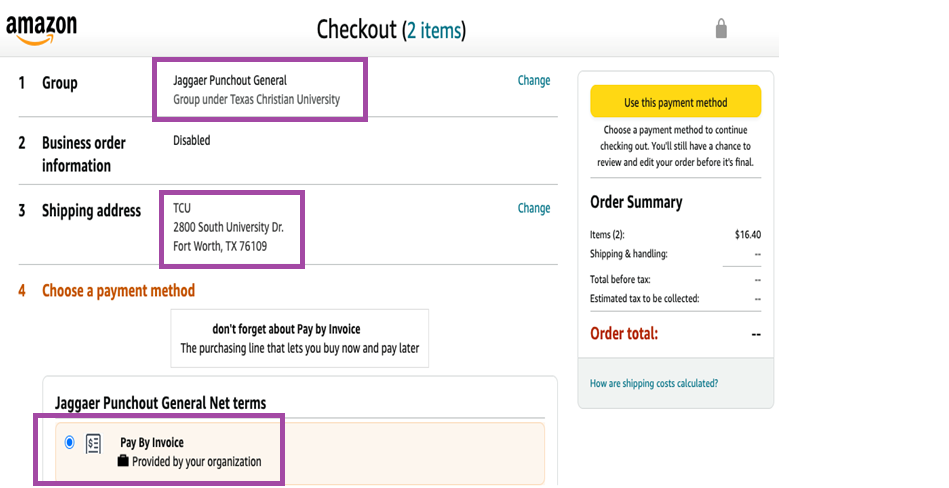 amazon
Checkout (2 items)
1 Group
Jaggaer Punchout General
Group under Texas Christian University
Change
2 Business order information
Disabled
3 Shipping address
TCU
2800 South University Dr.
Fort Worth, TX 76109
Change
4 Choose a payment method
don't forget about Pay by Invoice
The purchasing line that lets you buy now and pay later
Jaggaer Punchout General Net terms
Pay By Invoice
Provided by your organization
Use this payment method
Choose a payment method to continue
checking out. You'll still have a chance to
review and edit your order before it's final.
Order Summary
Items (2): $16.40
Shipping & handling: --
Total before tax: --
Estimated tax to be collected: --
Order total: --
How are shipping costs calculated?